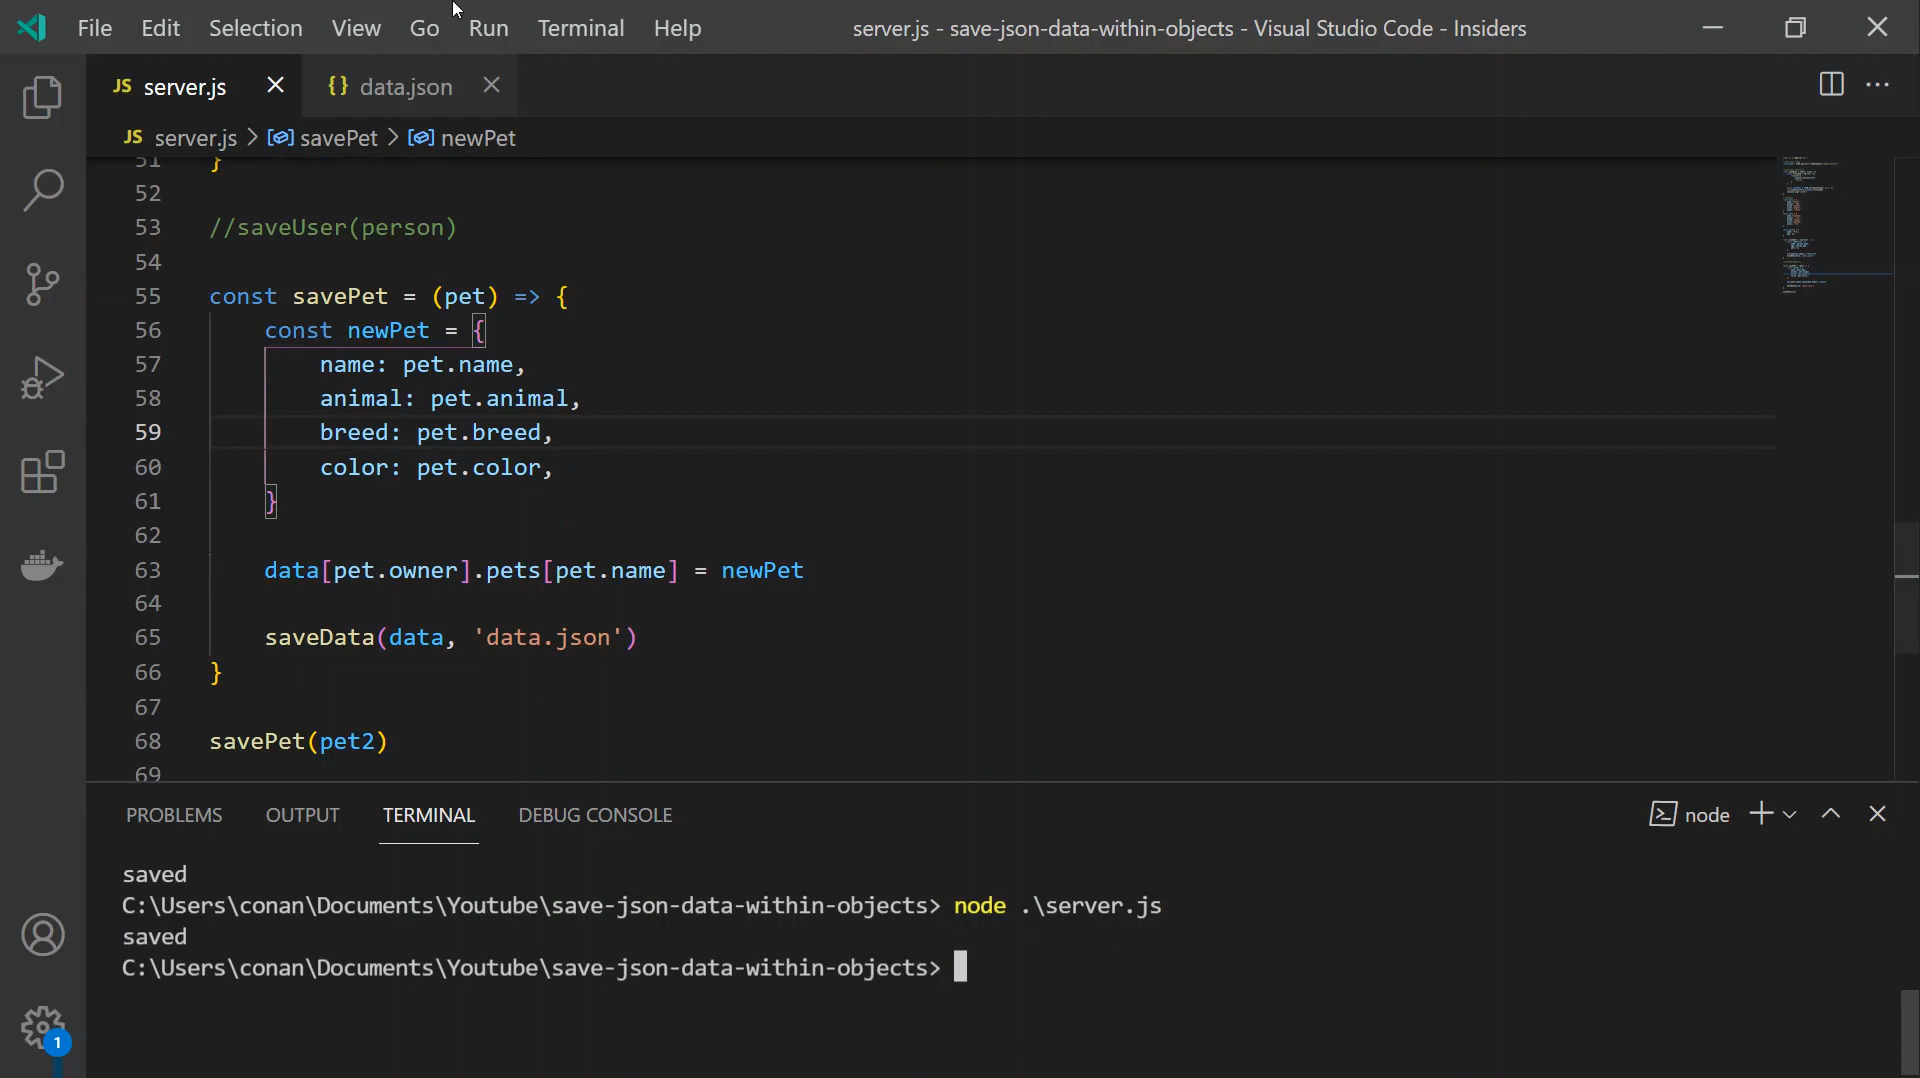 File Edit Selection View Go Run Terminal Help server.js - save-json-data-within-objects - Visual Studio Code - Insiders
JS server.js {} data.json
JS server.js > savePet > newPet
51 }
52
53 //saveUser(person)
54
55 const savePet = (pet) => {
56 const newPet = {
57 name: pet.name,
58 animal: pet.animal,
59 breed: pet.breed,
60 color: pet.color,
61 }
62
63 data[pet.owner].pets[pet.name] = newPet
64
65 saveData(data, 'data.json')
66 }
67
68 savePet(pet2)
69
PROBLEMS OUTPUT TERMINAL DEBUG CONSOLE node
saved
C:\Users\conan\Documents\Youtube\save-json-data-within-objects> node .\server.js
saved
C:\Users\conan\Documents\Youtube\save-json-data-within-objects>
1